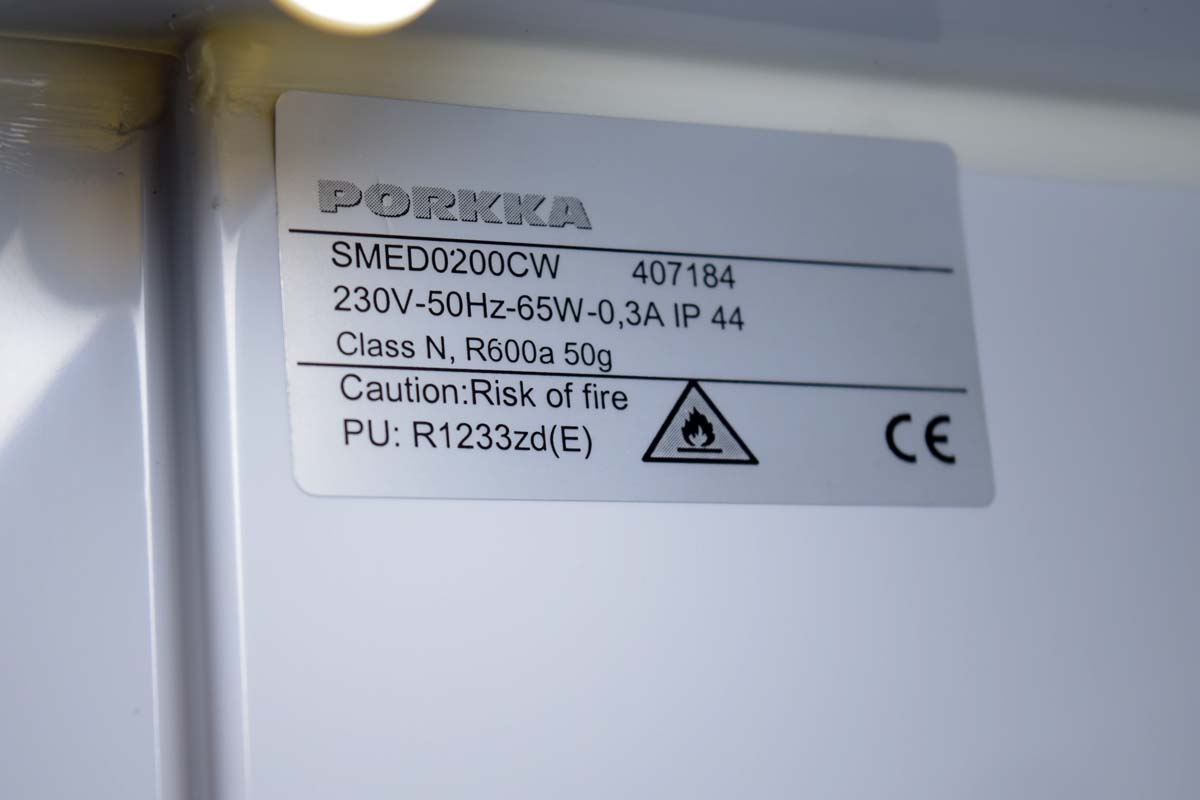 PORKKA
SMED0200CW 407184
230V-50Hz-65W-0,3A IP 44
Class N, R600a 50g
Caution:Risk of fire
PU: R1233zd(E)
CE